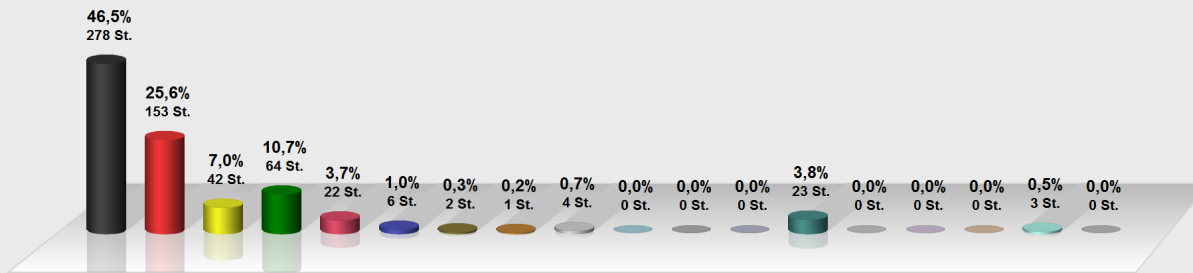 46,5%
278 St.
25,6%
153 St.
7,0%
42 St.
10,7%
64 St.
3,7%
22 St.
1,0%
6 St.
0,3%
2 St.
0,2%
1 St.
0,7%
4 St.
0,0%
0 St.
0,0%
0 St.
0,0%
0 St.
3,8%
23 St.
0,0%
0 St.
0,0%
0 St.
0,0%
0 St.
0,5%
3 St.
0,0%
0 St.